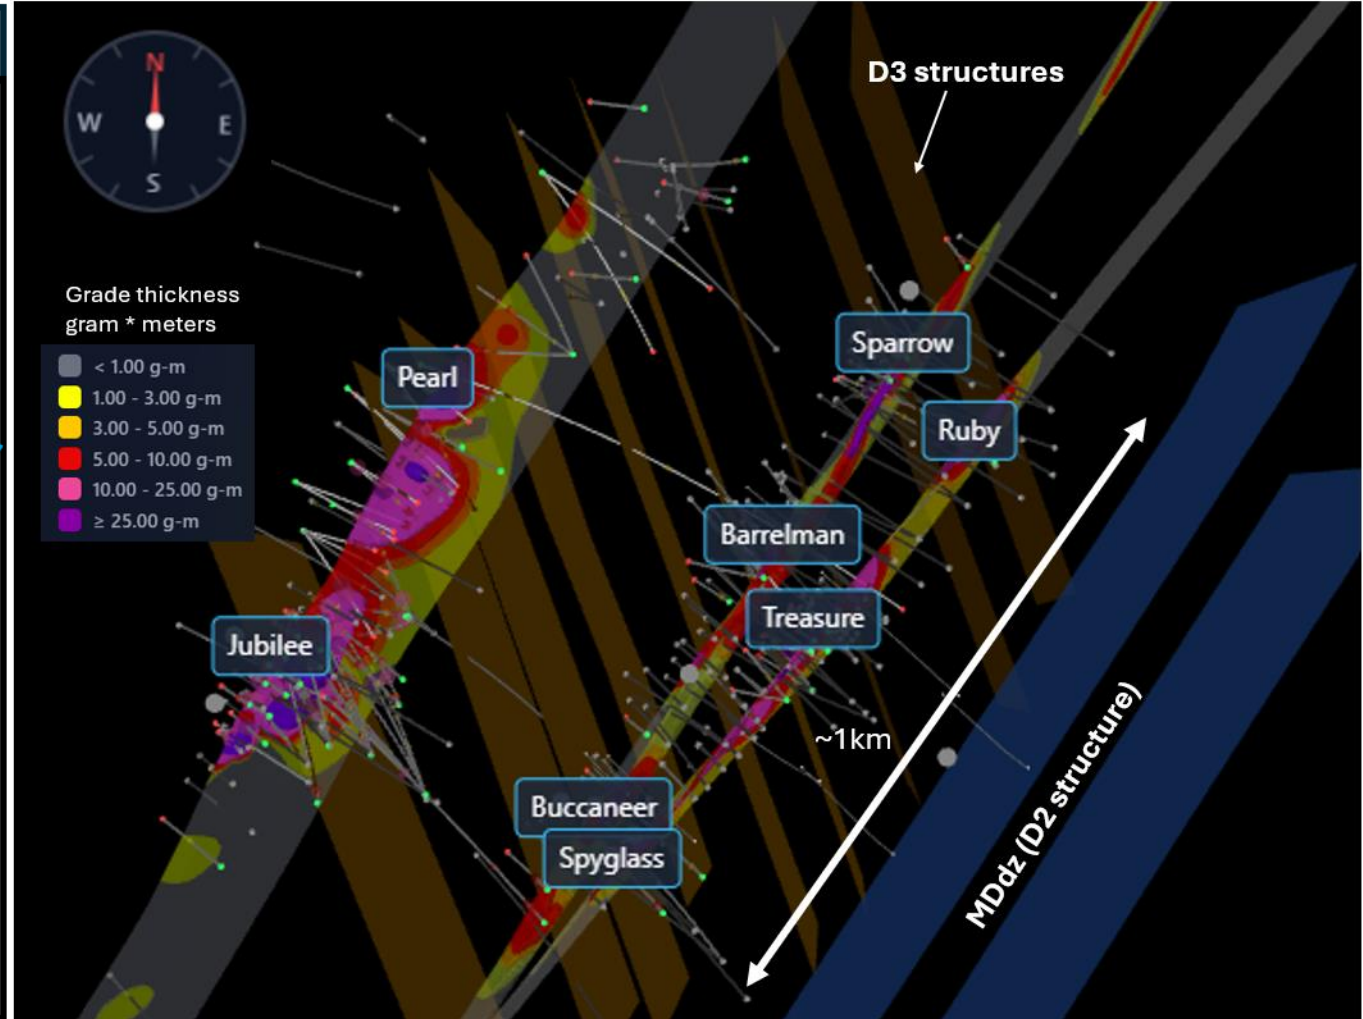 N
W
E
S
D3 structures
Grade thickness
gram * meters
< 1.00 g-m
1.00 - 3.00 g-m
3.00 - 5.00 g-m
5.00 - 10.00 g-m
10.00 - 25.00 g-m
≥ 25.00 g-m
Sparrow
Pearl
Ruby
Barrelman
Treasure
Jubilee
~1km
MDdz (D2 structure)
Buccaneer
Spyglass